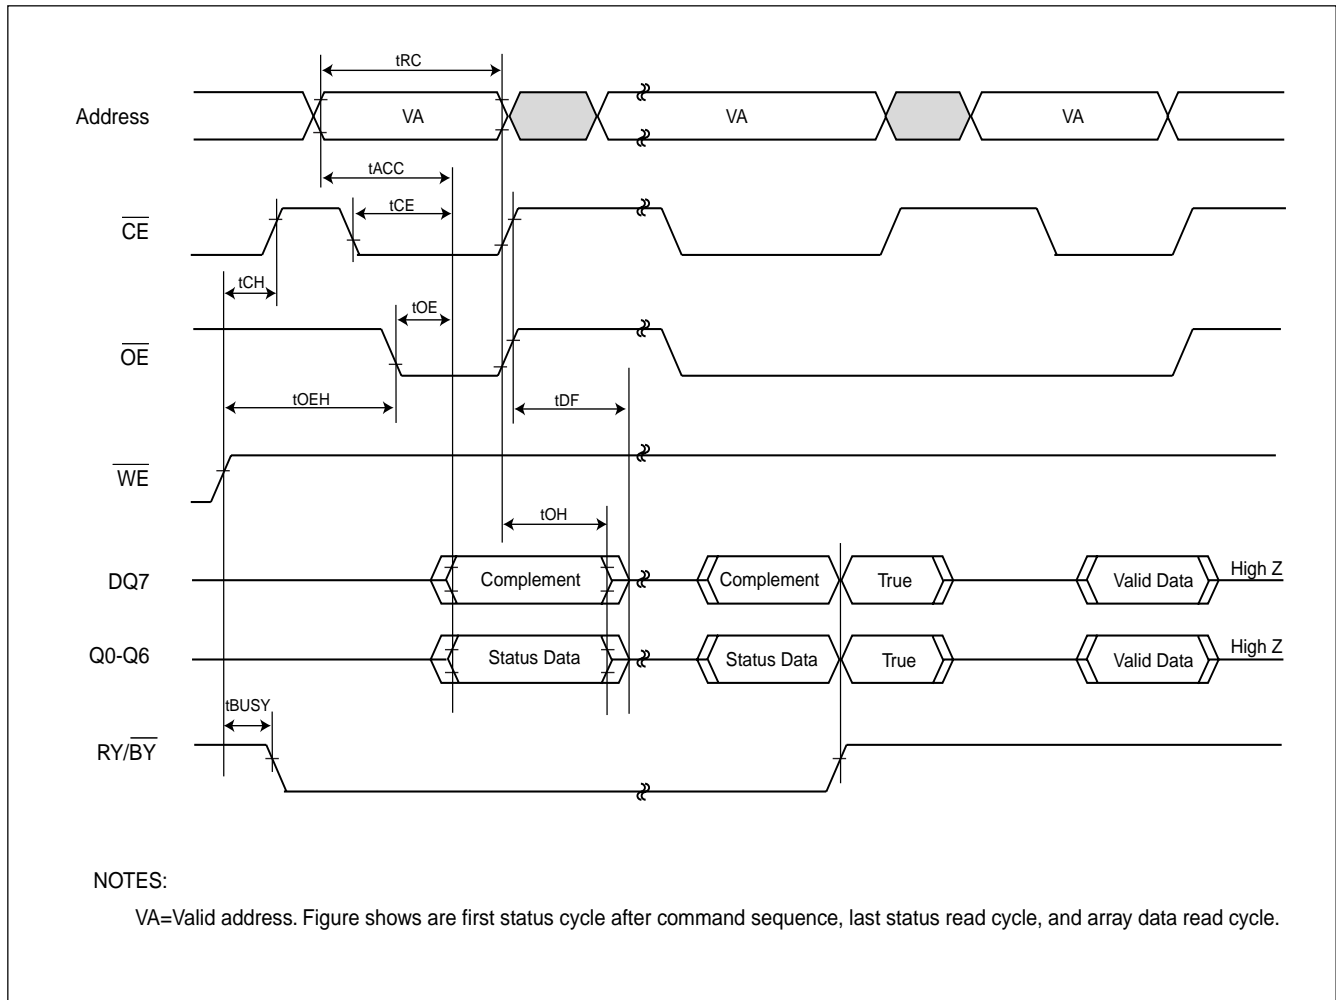 tRC
Address VA VA VA
tACC
tCE
CE
tCH
tOE
OE
tOEH tDF
WE
tOH
DQ7 Complement Complement True Valid Data High Z
Q0-Q6 Status Data Status Data True Valid Data High Z
tBUSY
RY/BY
NOTES:
VA=Valid address. Figure shows are first status cycle after command sequence, last status read cycle, and array data read cycle.